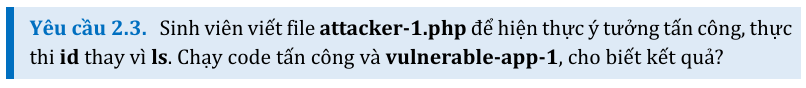 Yêu cầu 2.3. Sinh viên viết file attacker-1.php để hiện thực ý tưởng tấn công, thực
thi id thay vì ls. Chạy code tấn công và vulnerable-app-1, cho biết kết quả?